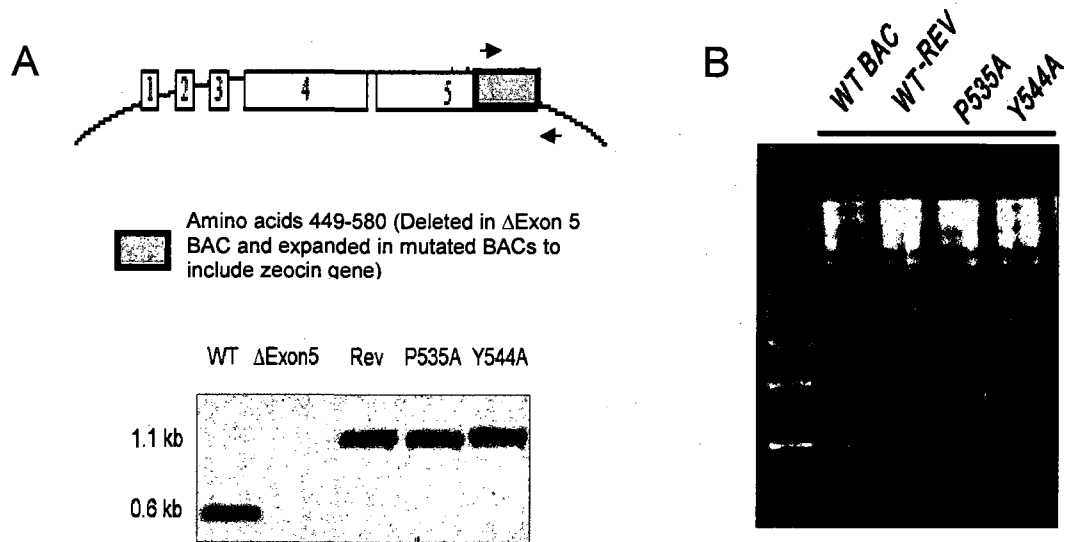 A
1 2 3 4 5
Amino acids 449-580 (Deleted in ΔExon 5
BAC and expanded in mutated BACs to
include zeocin gene)
WT ΔExon5 Rev P535A Y544A
1.1 kb
0.6 kb
B
WT BAC
WT-REV
P535A
Y544A